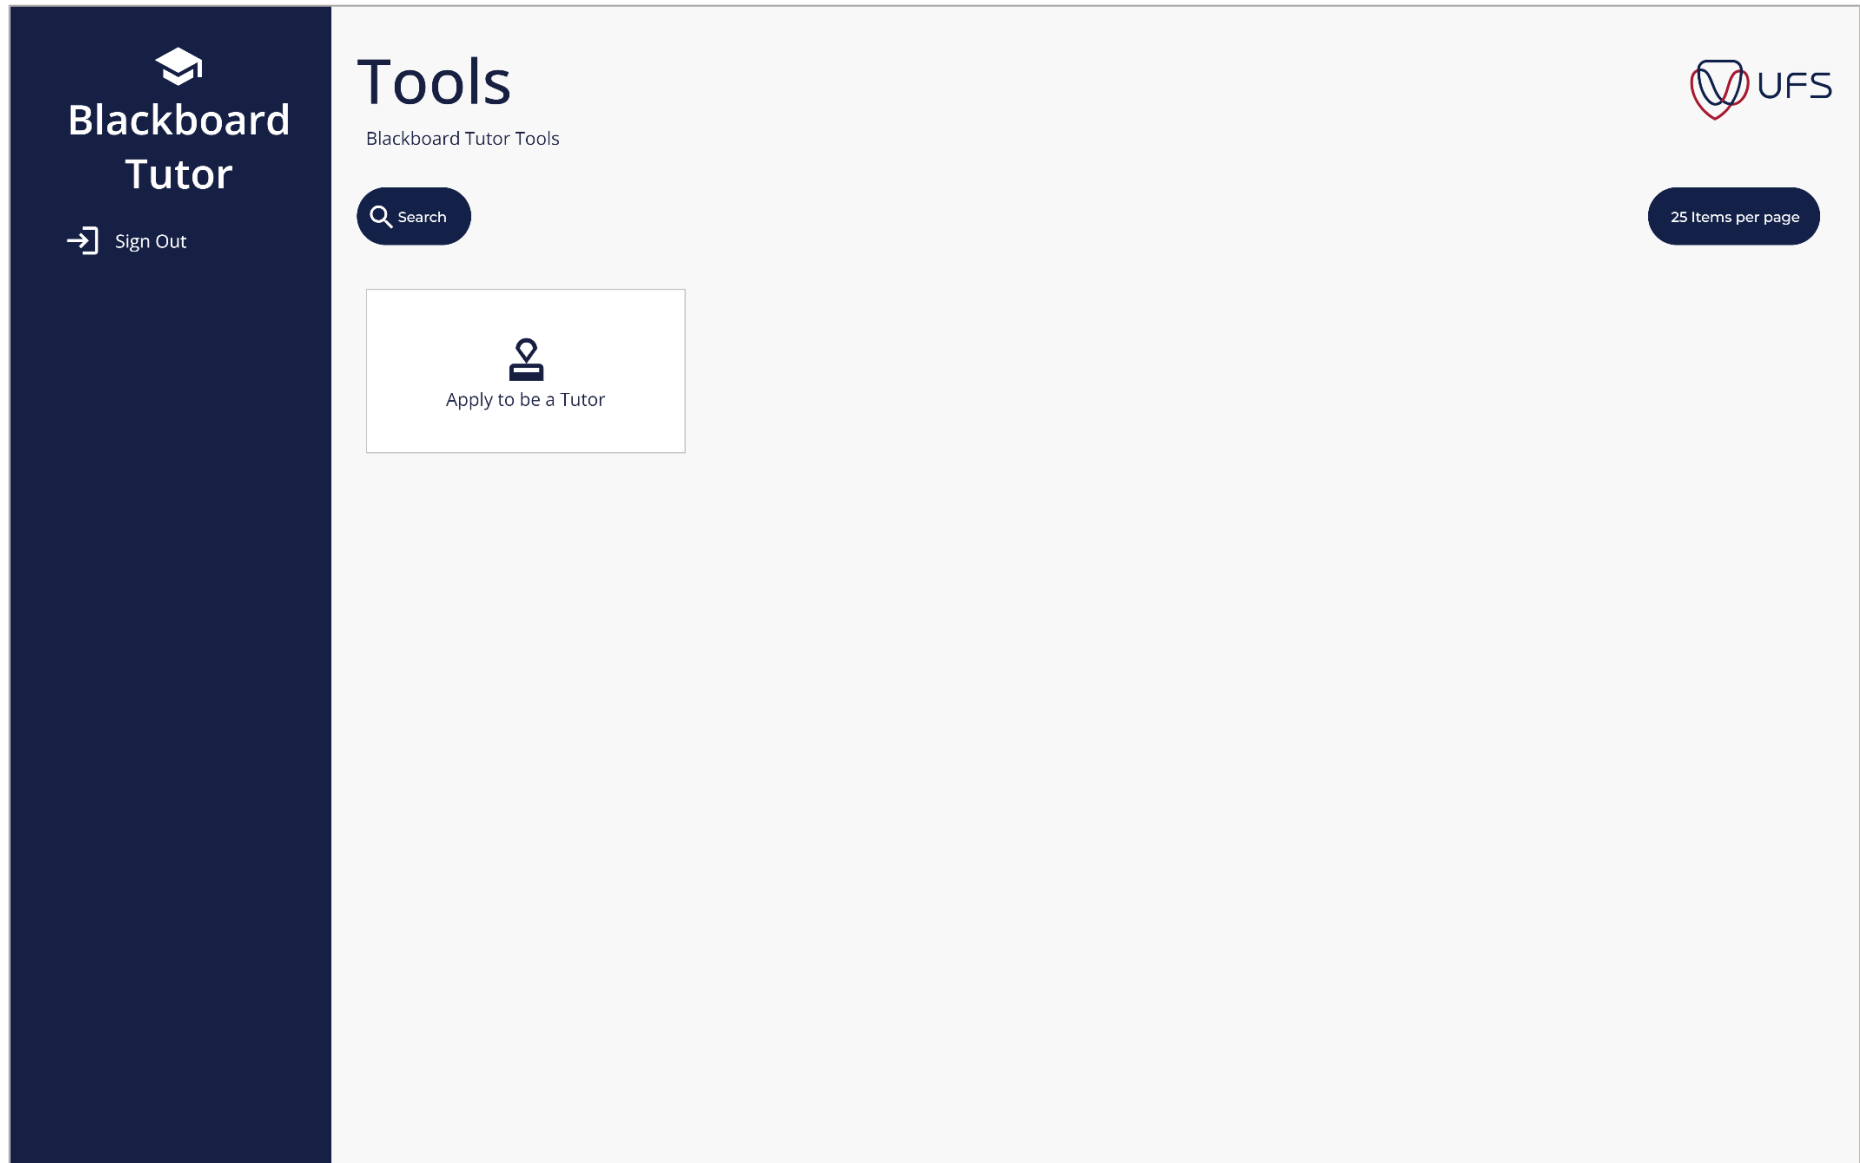 Blackboard
Tutor
Sign Out
Tools
Blackboard Tutor Tools
UFS
Search
25 Items per page
Apply to be a Tutor